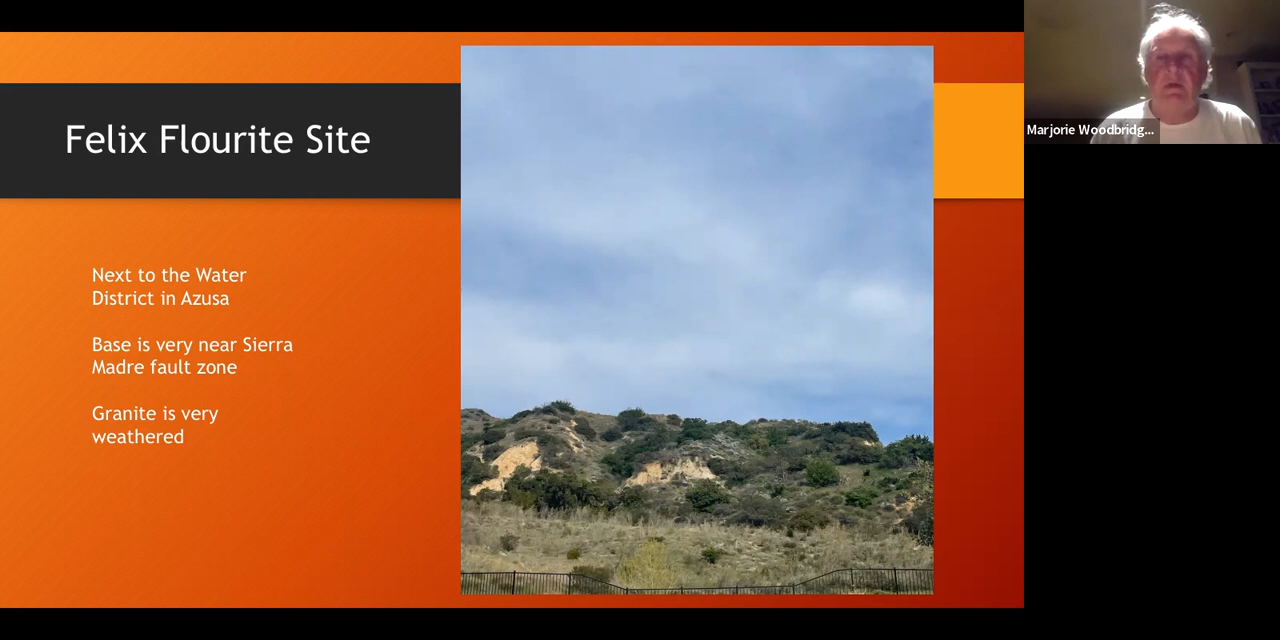 Felix Flourite Site
Next to the Water
District in Azusa
Base is very near Sierra
Madre fault zone
Granite is very
weathered
Marjorie Woodbridg...